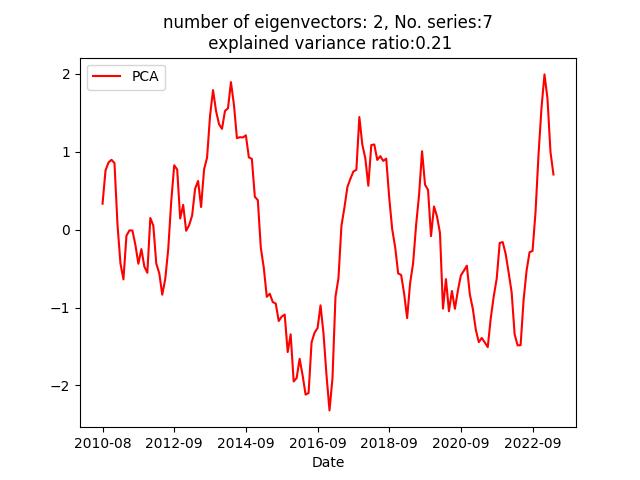 number of eigenvectors: 2, No. series:7
explained variance ratio:0.21
PCA
2
1
0
−1
−2
2010-08 2012-09 2014-09 2016-09 2018-09 2020-09 2022-09
Date